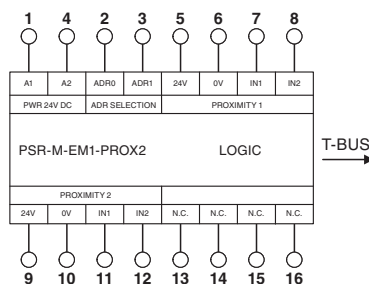 1 4 2 3 5 6 7 8
A1 A2 ADR0 ADR1 24V 0V IN1 IN2
PWR 24V DC ADR SELECTION PROXIMITY 1
PSR-M-EM1-PROX2 LOGIC T-BUS
PROXIMITY 2
24V 0V IN1 IN2 N.C. N.C. N.C. N.C.
9 10 11 12 13 14 15 16